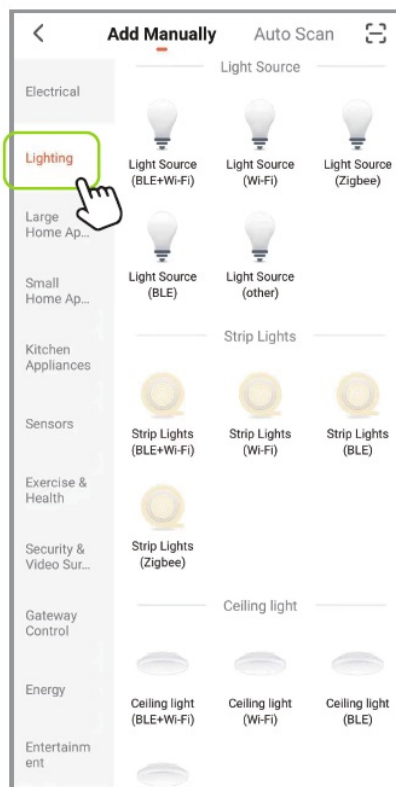 Add Manually
Auto Scan
Electrical
Lighting
Large
Home Ap...
Small
Home Ap...
Kitchen
Appliances
Sensors
Exercise &
Health
Security &
Video Sur...
Gateway
Control
Energy
Entertainm
ent
Light Source
Light Source
(BLE+Wi-Fi)
Light Source
(Wi-Fi)
Light Source
(Zigbee)
Light Source
(BLE)
Light Source
(other)
Strip Lights
Strip Lights
(BLE+Wi-Fi)
Strip Lights
(Wi-Fi)
Strip Lights
(BLE)
Strip Lights
(Zigbee)
Ceiling light
Ceiling light
(BLE+Wi-Fi)
Ceiling light
(Wi-Fi)
Ceiling light
(BLE)